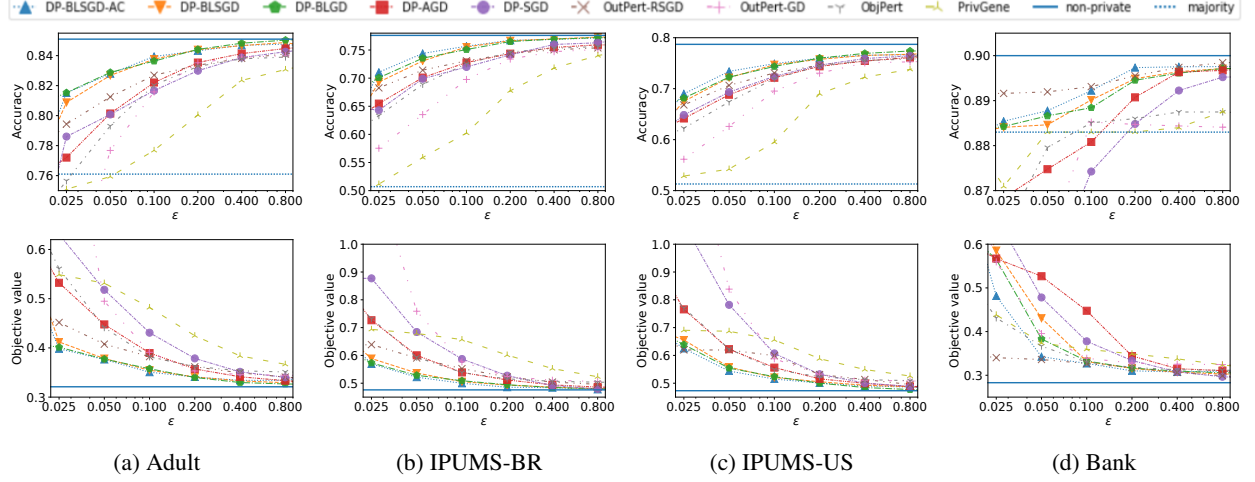 DP-BLSGD-AC DP-BLSGD DP-BLGD DP-AGD DP-SGD OutPert-RSGD OutPert-GD ObjPert PrivGene non-private majority
0.84
0.82
0.80
0.78
0.76
Accuracy
0.025 0.050 0.100 0.200 0.400 0.800
ε
0.75
0.70
0.65
0.60
0.55
0.50
Accuracy
0.025 0.050 0.100 0.200 0.400 0.800
ε
0.8
0.7
0.6
0.5
Accuracy
0.025 0.050 0.100 0.200 0.400 0.800
ε
0.90
0.89
0.88
0.87
Accuracy
0.025 0.050 0.100 0.200 0.400 0.800
ε
0.6
0.5
0.4
0.3
Objective value
0.025 0.050 0.100 0.200 0.400 0.800
ε
1.0
0.9
0.8
0.7
0.6
0.5
Objective value
0.025 0.050 0.100 0.200 0.400 0.800
ε
1.0
0.9
0.8
0.7
0.6
0.5
Objective value
0.025 0.050 0.100 0.200 0.400 0.800
ε
0.6
0.5
0.4
0.3
Objective value
0.025 0.050 0.100 0.200 0.400 0.800
ε
(a) Adult
(b) IPUMS-BR
(c) IPUMS-US
(d) Bank